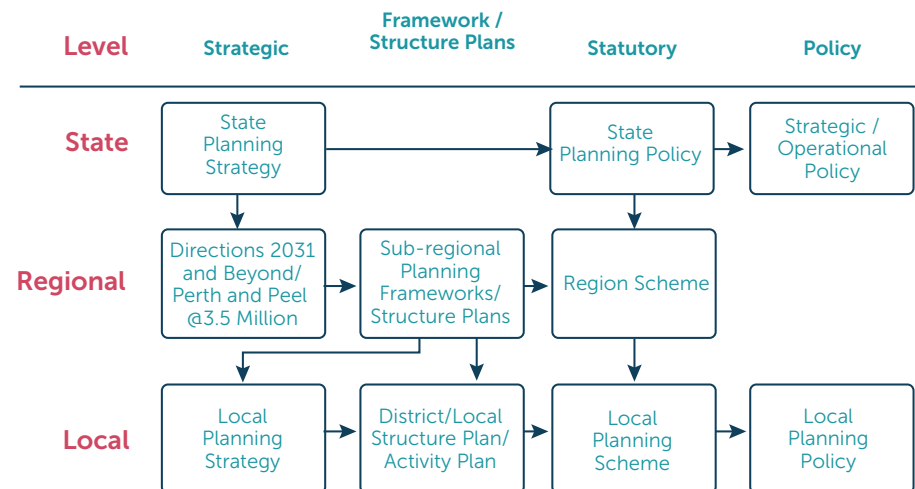 Level
Strategic
Framework /
Structure Plans
Statutory
Policy
State
State
Planning
Strategy
State
Planning Policy
Strategic /
Operational
Policy
Regional
Directions 2031
and Beyond/
Perth and Peel
@3.5 Million
Sub-regional
Planning
Frameworks/
Structure Plans
Region Scheme
Local
Local
Planning
Strategy
District/Local
Structure Plan/
Activity Plan
Local
Planning
Scheme
Local
Planning
Policy